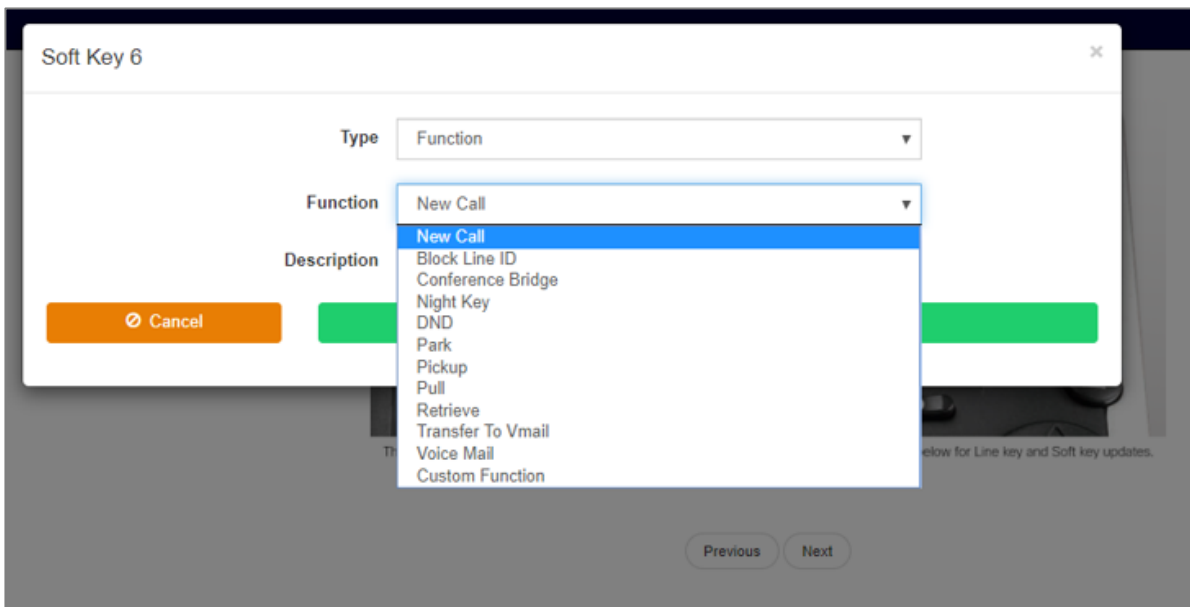 Soft Key 6 ×
Type Function
Function New Call
New Call
Block Line ID
Description
Conference Bridge
Night Key
Cancel
DND
Park
Pickup
Pull
Retrieve
Transfer To Vmail
Th elow for Line key and Soft key updates.
Voice Mail
Custom Function
Previous Next